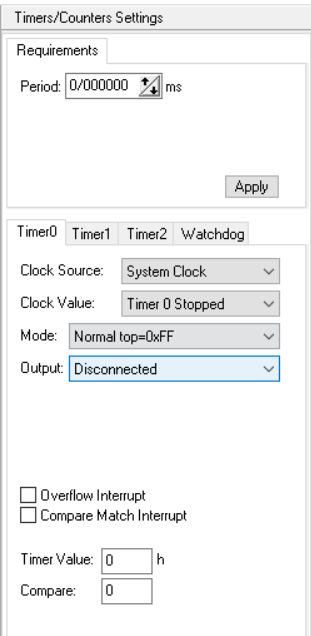 Timers/Counters Settings
Requirements
Period: 0/000000 ms
Apply
Timer0 Timer1 Timer2 Watchdog
Clock Source: System Clock
Clock Value: Timer 0 Stopped
Mode: Normal top=0xFF
Output: Disconnected
Overflow Interrupt
Compare Match Interrupt
Timer Value: 0 h
Compare: 0